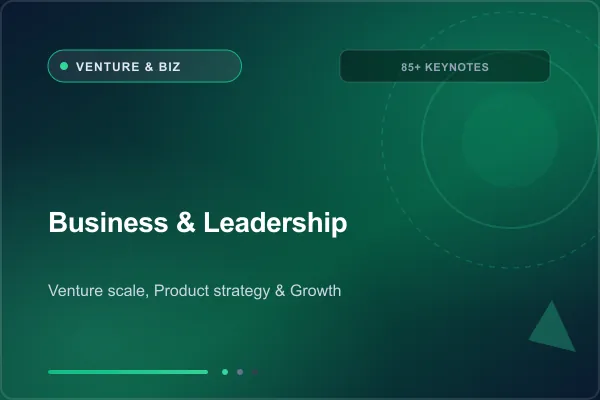 VENTURE & BIZ
85+ KEYNOTES
Business & Leadership
Venture scale, Product strategy & Growth